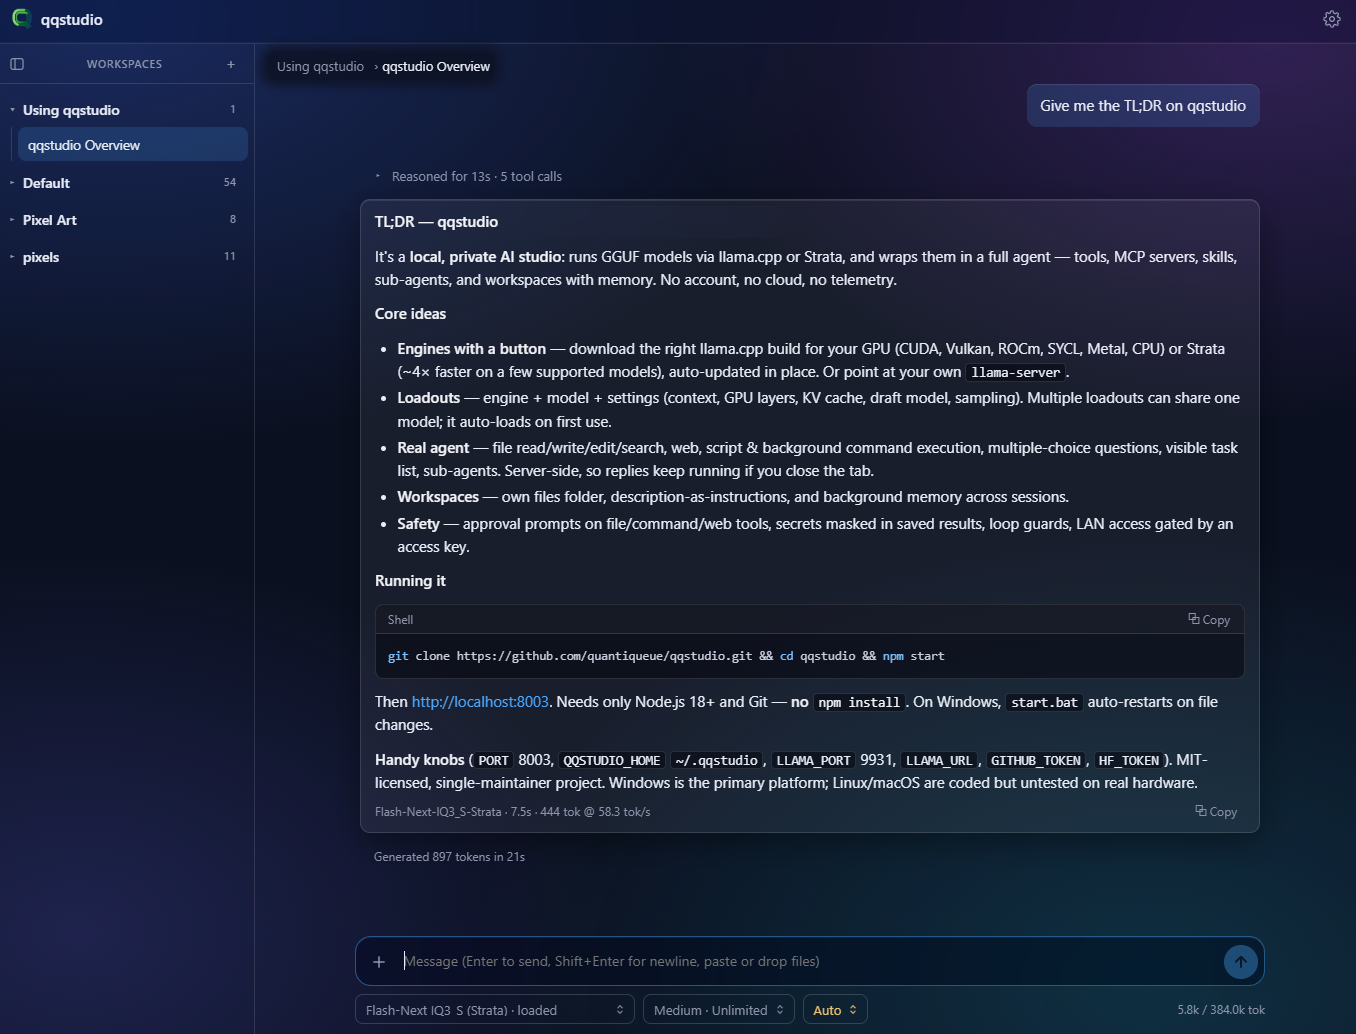 qqstudio
WORKSPACES
+
Using qqstudio 1
qqstudio Overview
Default 54
Pixel Art 8
pixels 11
Using qqstudio › qqstudio Overview
Give me the TL;DR on qqstudio
Reasoned for 13s · 5 tool calls
TL;DR — qqstudio
It's a local, private AI studio: runs GGUF models via llama.cpp or Strata, and wraps them in a full agent — tools, MCP servers, skills,
sub-agents, and workspaces with memory. No account, no cloud, no telemetry.
Core ideas
• Engines with a button — download the right llama.cpp build for your GPU (CUDA, Vulkan, ROCm, SYCL, Metal, CPU) or Strata
(~4× faster on a few supported models), auto-updated in place. Or point at your own llama-server.
• Loadouts — engine + model + settings (context, GPU layers, KV cache, draft model, sampling). Multiple loadouts can share one
model; it auto-loads on first use.
• Real agent — file read/write/edit/search, web, script & background command execution, multiple-choice questions, visible task
list, sub-agents. Server-side, so replies keep running if you close the tab.
• Workspaces — own files folder, description-as-instructions, and background memory across sessions.
• Safety — approval prompts on file/command/web tools, secrets masked in saved results, loop guards, LAN access gated by an
access key.
Running it
Shell Copy
git clone https://github.com/quantiqueue/qqstudio.git && cd qqstudio && npm start
Then http://localhost:8003. Needs only Node.js 18+ and Git — no npm install. On Windows, start.bat auto-restarts on file
changes.
Handy knobs (PORT 8003, QQSTUDIO_HOME ~/.qqstudio, LLAMA_PORT 9931, LLAMA_URL, GITHUB_TOKEN, HF_TOKEN). MIT-
licensed, single-maintainer project. Windows is the primary platform; Linux/macOS are coded but untested on real hardware.
Flash-Next-IQ3_S-Strata · 7.5s · 444 tok @ 58.3 tok/s Copy
Generated 897 tokens in 21s
+ Message (Enter to send, Shift+Enter for newline, paste or drop files)
Flash-Next IQ3_S (Strata) · loaded Medium · Unlimited Auto 5.8k / 384.0k tok